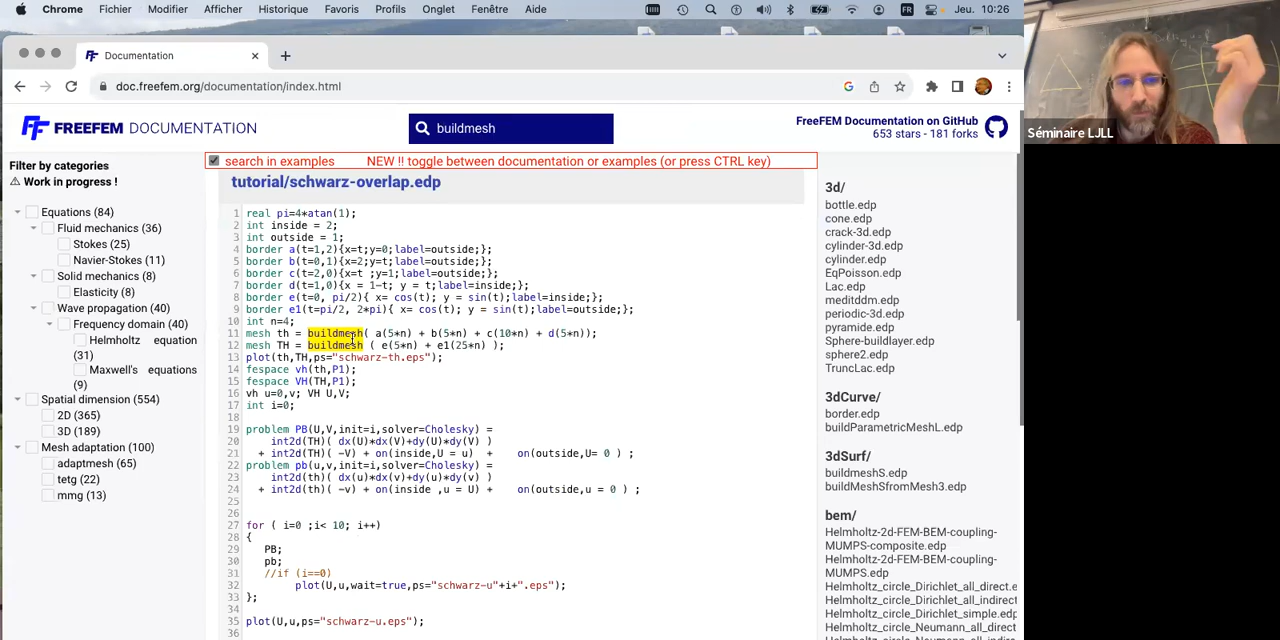 Chrome Fichier Modifier Afficher Historique Favoris Profils Onglet Fenêtre Aide FR Jeu. 10:26
Documentation
doc.freefem.org/documentation/index.html
FREEFEM DOCUMENTATION
buildmesh
FreeFEM Documentation on GitHub
653 stars - 181 forks
Séminaire LJLL
Filter by categories
⚠ Work in progress !
Equations (84)
Fluid mechanics (36)
Stokes (25)
Navier-Stokes (11)
Solid mechanics (8)
Elasticity (8)
Wave propagation (40)
Frequency domain (40)
Helmholtz equation
(31)
Maxwell's equations
(9)
Spatial dimension (554)
2D (365)
3D (189)
Mesh adaptation (100)
adaptmesh (65)
tetg (22)
mmg (13)
search in examples NEW !! toggle between documentation or examples (or press CTRL key)
tutorial/schwarz-overlap.edp
1 real pi=4*atan(1);
2 int inside = 2;
3 int outside = 1;
4 border a(t=1,2){x=t;y=0;label=outside;};
5 border b(t=0,1){x=2;y=t;label=outside;};
6 border c(t=2,0){x=t ;y=1;label=outside;};
7 border d(t=1,0){x = 1-t; y = t;label=inside;};
8 border e(t=0, pi/2){ x= cos(t); y = sin(t);label=inside;};
9 border e1(t=pi/2, 2*pi){ x= cos(t); y = sin(t);label=outside;};
10 int n=4;
11 mesh th = buildmesh( a(5*n) + b(5*n) + c(10*n) + d(5*n));
12 mesh TH = buildmesh ( e(5*n) + e1(25*n) );
13 plot(th,TH,ps="schwarz-th.eps");
14 fespace vh(th,P1);
15 fespace VH(TH,P1);
16 vh u=0,v; VH U,V;
17 int i=0;
18
19 problem PB(U,V,init=i,solver=Cholesky) =
20 int2d(TH)( dx(U)*dx(V)+dy(U)*dy(V) )
21 + int2d(TH)( -V) + on(inside,U = u) + on(outside,U= 0 ) ;
22 problem pb(u,v,init=i,solver=Cholesky) =
23 int2d(th)( dx(u)*dx(v)+dy(u)*dy(v) )
24 + int2d(th)( -v) + on(inside ,u = U) + on(outside,u = 0 ) ;
25
26
27 for ( i=0 ;i< 10; i++)
28 {
29 PB;
30 pb;
31 //if (i==0)
32 plot(U,u,wait=true,ps="schwarz-u"+i+".eps");
33 };
34
35 plot(U,u,ps="schwarz-u.eps");
36
3d/
bottle.edp
cone.edp
crack-3d.edp
cylinder-3d.edp
cylinder.edp
EqPoisson.edp
Lac.edp
meditddm.edp
periodic-3d.edp
pyramide.edp
Sphere-buildlayer.edp
sphere2.edp
TruncLac.edp
3dCurve/
border.edp
buildParametricMeshL.edp
3dSurf/
buildmeshS.edp
buildMeshSfromMesh3.edp
bem/
Helmholtz-2d-FEM-BEM-coupling-
MUMPS-composite.edp
Helmholtz-2d-FEM-BEM-coupling-
MUMPS.edp
Helmholtz_circle_Dirichlet_all_direct.e
Helmholtz_circle_Dirichlet_all_indirect
Helmholtz_circle_Dirichlet_simple.edp
Helmholtz_circle_Neumann_all_direct